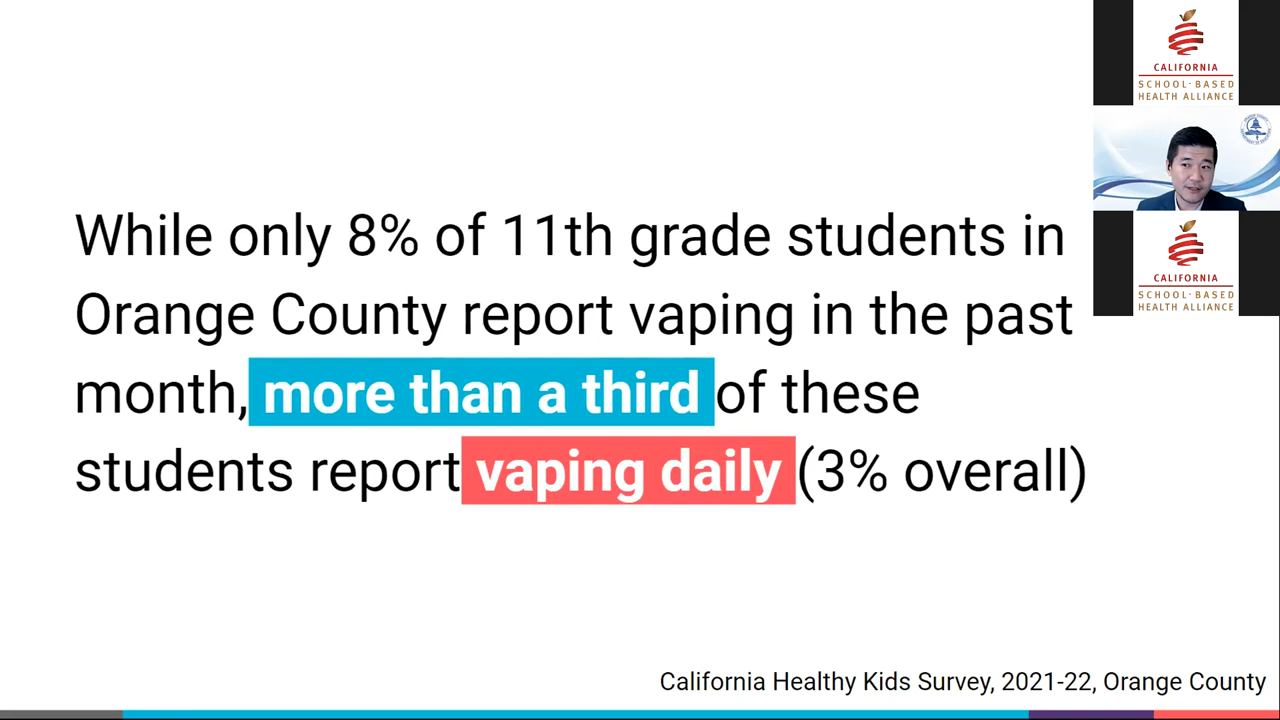 While only 8% of 11th grade students in
Orange County report vaping in the past
month, more than a third of these
students report vaping daily (3% overall)
California Healthy Kids Survey, 2021-22, Orange County
CALIFORNIA
SCHOOL-BASED
HEALTH ALLIANCE
CALIFORNIA
SCHOOL-BASED
HEALTH ALLIANCE